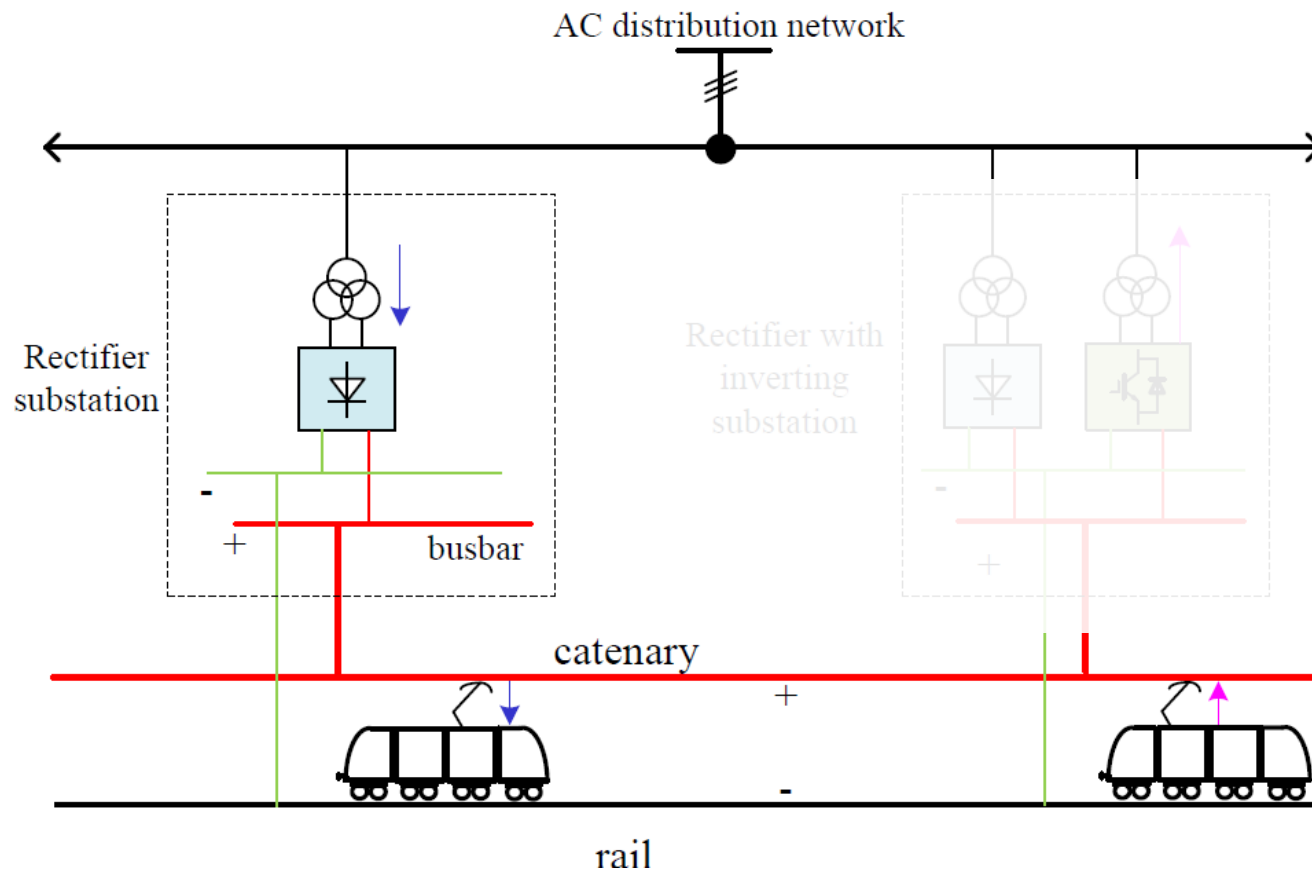 AC distribution network
Rectifier
substation
Rectifier with
inverting
substation
-
+
busbar
-
+
catenary
+
-
rail